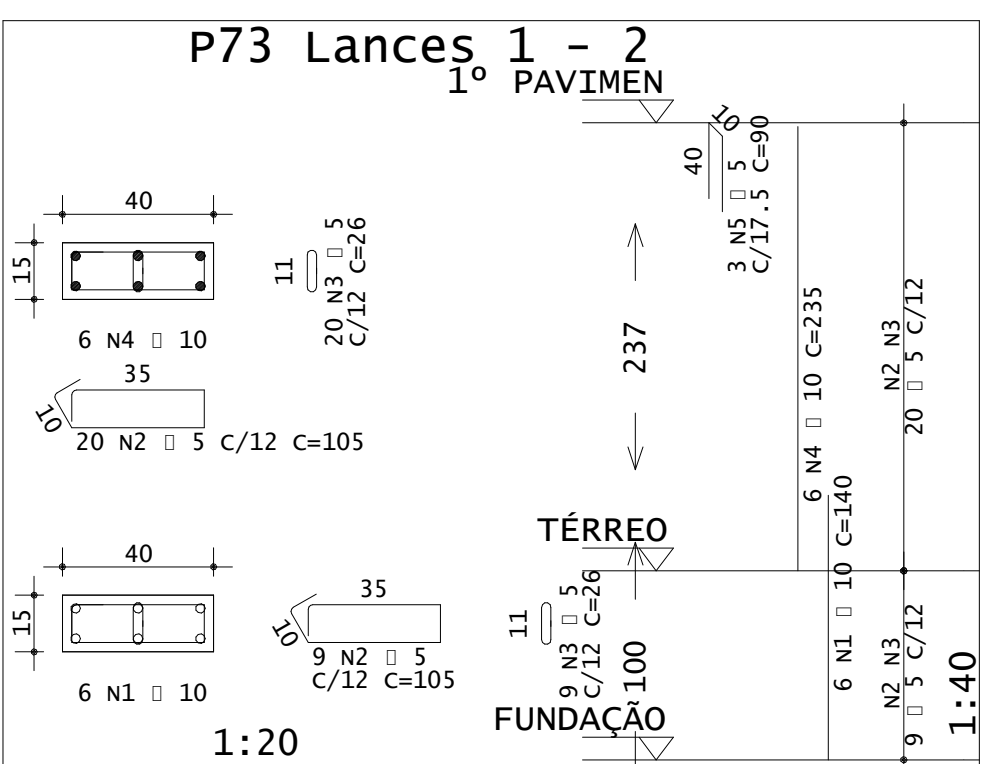 P73 Lances 1 - 2
1º PAVIMEN
10
40
3 N5 ▯ 5
C/17.5 C=90
40
15
6 N4 ▯ 10
11
20 N3 ▯ 5
C/12 C=26
35
10
20 N2 ▯ 5 C/12 C=105
237
6 N4 ▯ 10 C=235
N2 N3
20 ▯ 5 C/12
TÉRREO
40
15
6 N1 ▯ 10
35
10
9 N2 ▯ 5
C/12 C=105
11
9 N3 ▯ 5
C/12 C=26
100
6 N1 ▯ 10 C=140
N2 N3
9 ▯ 5 C/12
FUNDAÇÃO
1:20
1:40